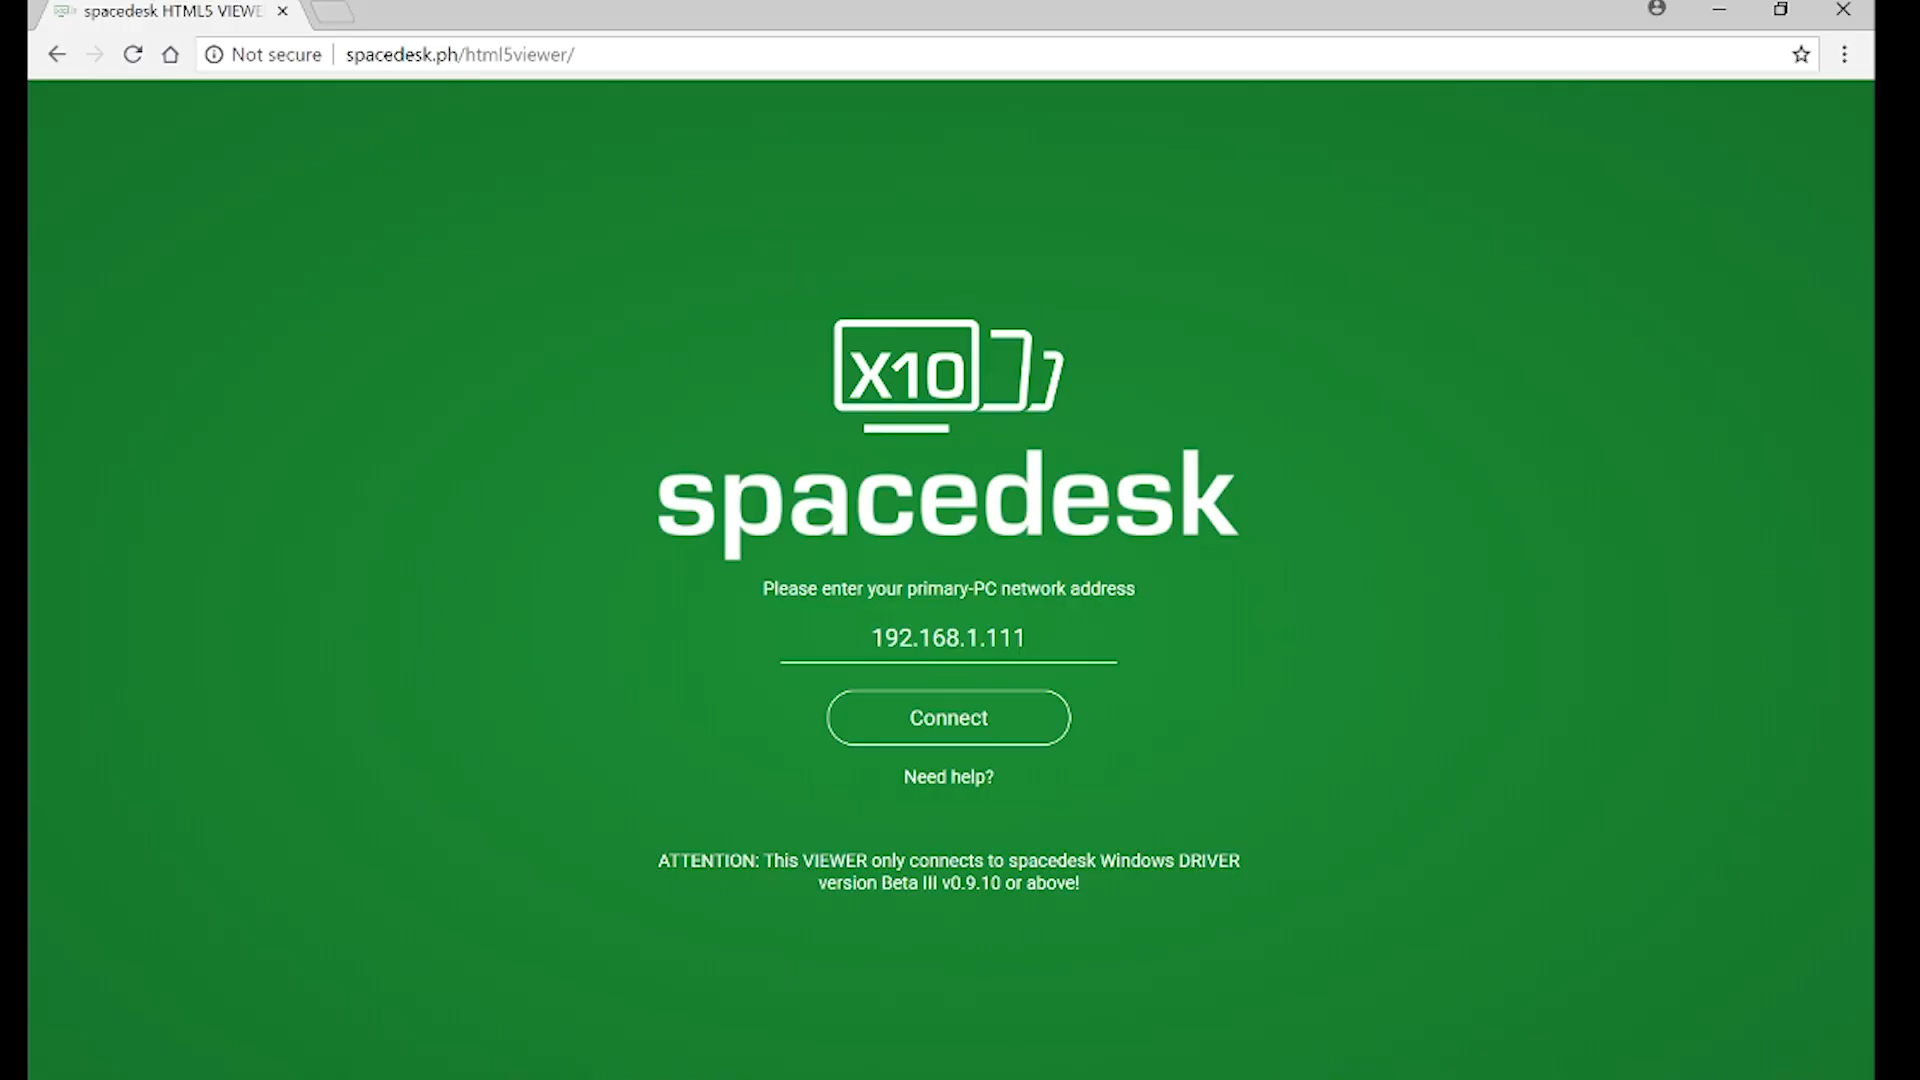 spacedesk HTML5 VIEWE
Not secure
spacedesk.ph/html5viewer/
X10
spacedesk
Please enter your primary-PC network address
192.168.1.111
Connect
Need help?
ATTENTION: This VIEWER only connects to spacedesk Windows DRIVER
version Beta III v0.9.10 or above!